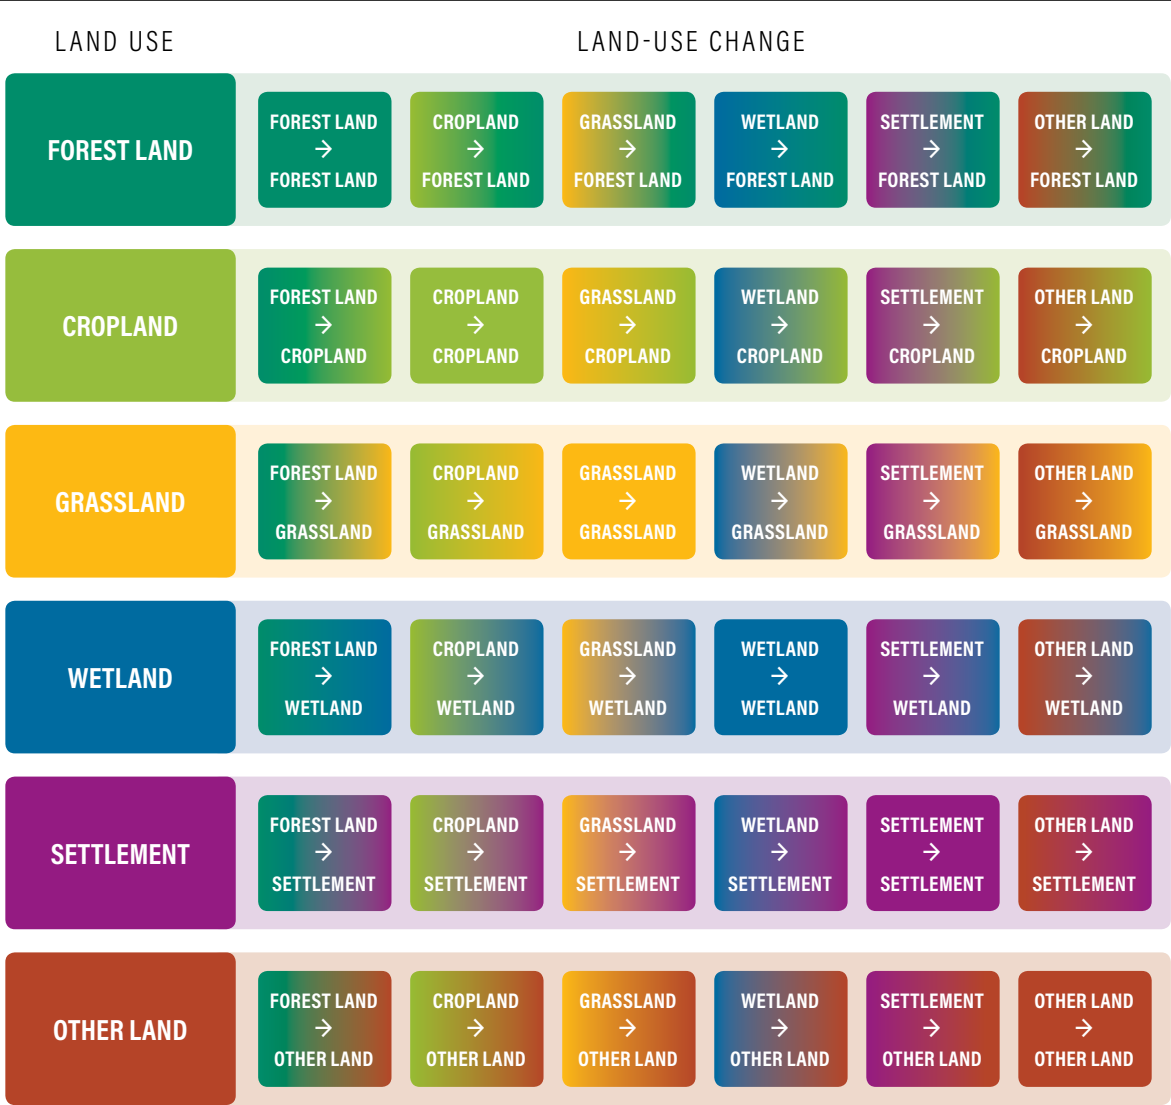 LAND USE
LAND-USE CHANGE
FOREST LAND
FOREST LAND
→
FOREST LAND
CROPLAND
→
FOREST LAND
GRASSLAND
→
FOREST LAND
WETLAND
→
FOREST LAND
SETTLEMENT
→
FOREST LAND
OTHER LAND
→
FOREST LAND
CROPLAND
FOREST LAND
→
CROPLAND
CROPLAND
→
CROPLAND
GRASSLAND
→
CROPLAND
WETLAND
→
CROPLAND
SETTLEMENT
→
CROPLAND
OTHER LAND
→
CROPLAND
GRASSLAND
FOREST LAND
→
GRASSLAND
CROPLAND
→
GRASSLAND
GRASSLAND
→
GRASSLAND
WETLAND
→
GRASSLAND
SETTLEMENT
→
GRASSLAND
OTHER LAND
→
GRASSLAND
WETLAND
FOREST LAND
→
WETLAND
CROPLAND
→
WETLAND
GRASSLAND
→
WETLAND
WETLAND
→
WETLAND
SETTLEMENT
→
WETLAND
OTHER LAND
→
WETLAND
SETTLEMENT
FOREST LAND
→
SETTLEMENT
CROPLAND
→
SETTLEMENT
GRASSLAND
→
SETTLEMENT
WETLAND
→
SETTLEMENT
SETTLEMENT
→
SETTLEMENT
OTHER LAND
→
SETTLEMENT
OTHER LAND
FOREST LAND
→
OTHER LAND
CROPLAND
→
OTHER LAND
GRASSLAND
→
OTHER LAND
WETLAND
→
OTHER LAND
SETTLEMENT
→
OTHER LAND
OTHER LAND
→
OTHER LAND